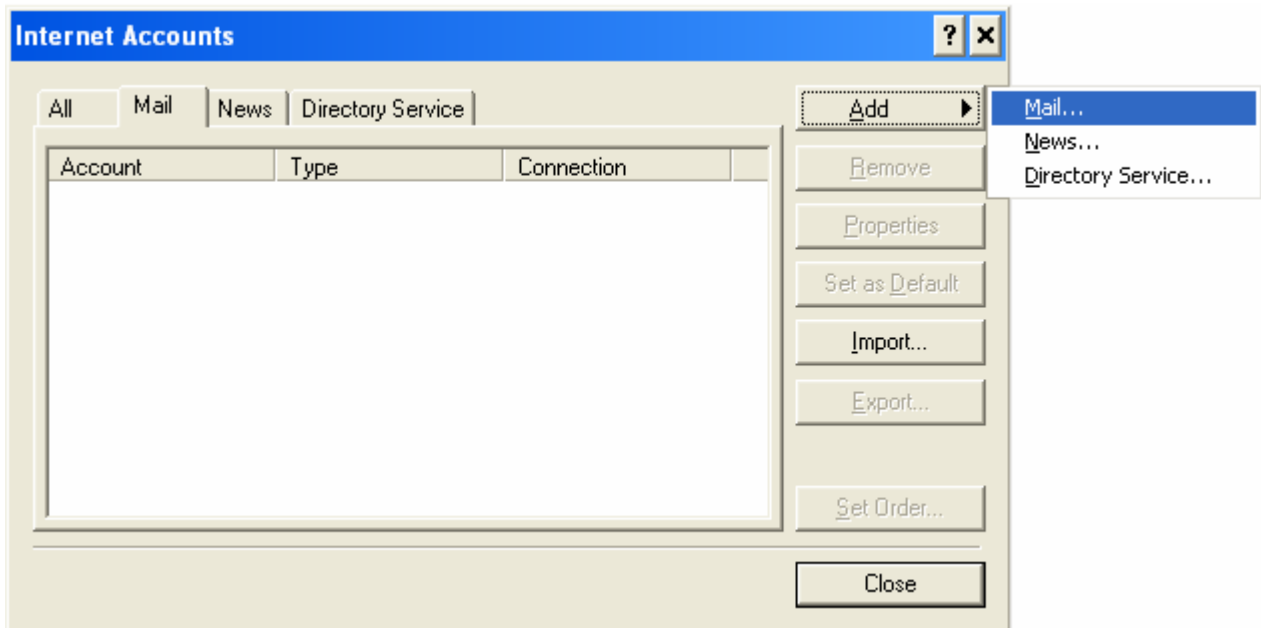 Internet Accounts
All Mail News Directory Service
Account Type Connection
Add
Remove
Properties
Set as Default
Import...
Export...
Set Order...
Close
Mail...
News...
Directory Service...